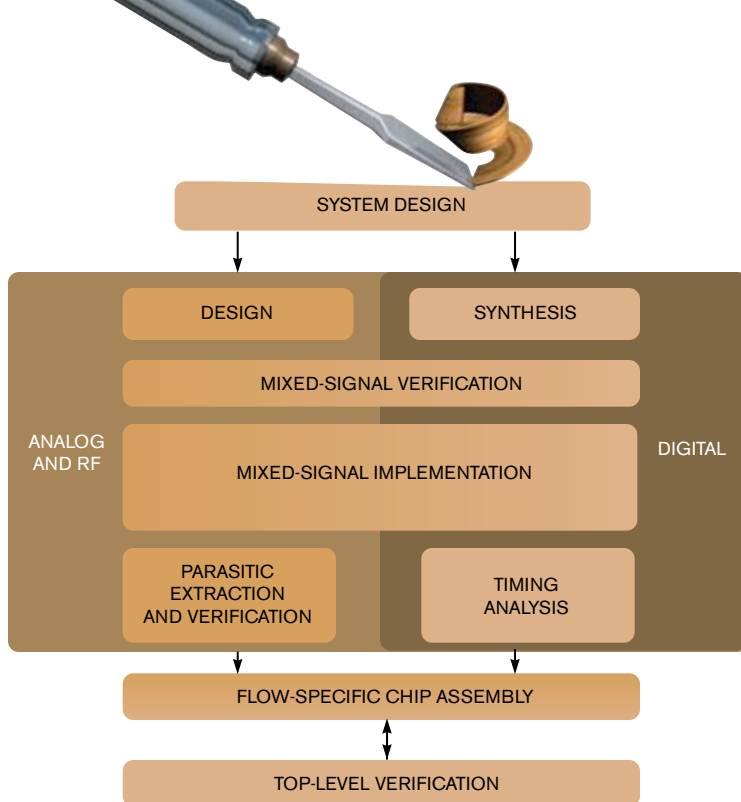 SYSTEM DESIGN
DESIGN
SYNTHESIS
MIXED-SIGNAL VERIFICATION
ANALOG
AND RF
MIXED-SIGNAL IMPLEMENTATION
DIGITAL
PARASITIC
EXTRACTION
AND VERIFICATION
TIMING
ANALYSIS
FLOW-SPECIFIC CHIP ASSEMBLY
TOP-LEVEL VERIFICATION